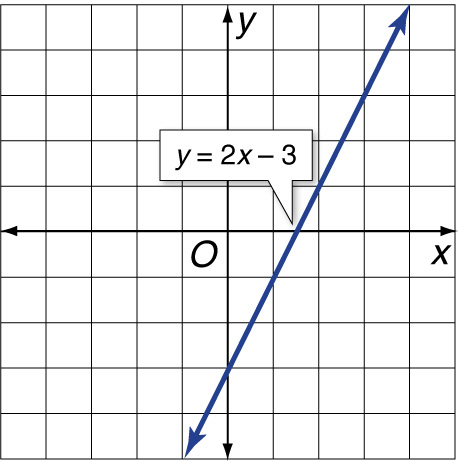 y
y = 2x – 3
O
x